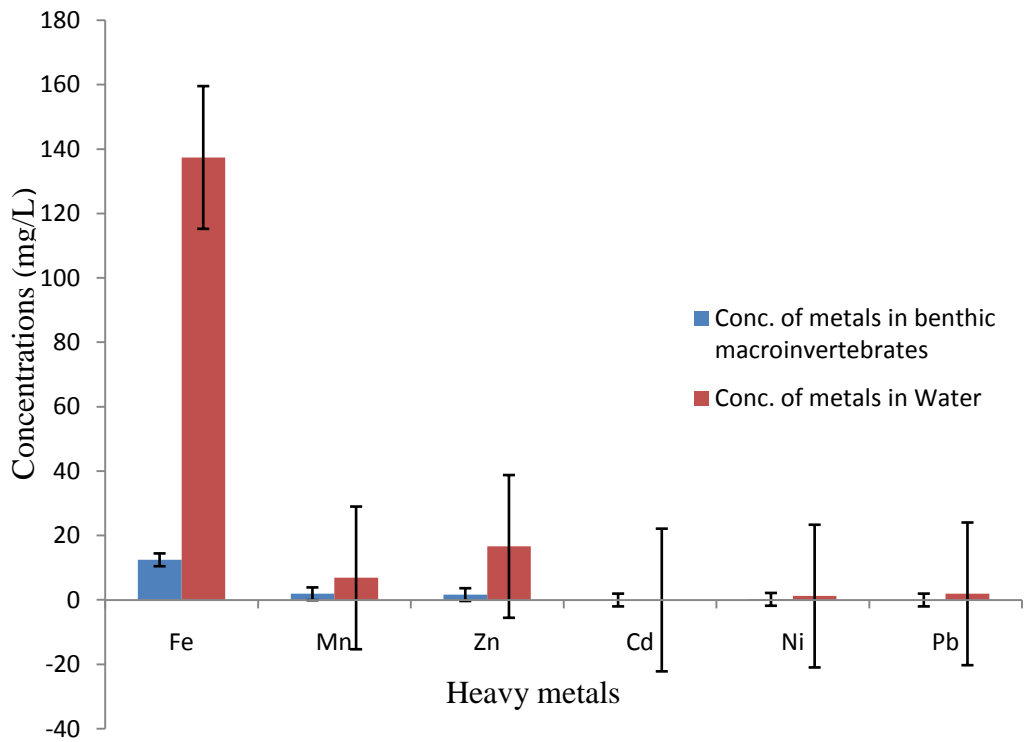 180
160
140
120
100
80
60
40
20
0
-20
-40
Concentrations (mg/L)
Conc. of metals in benthic
macroinvertebrates
Conc. of metals in Water
Fe Mn Zn Cd Ni Pb
Heavy metals